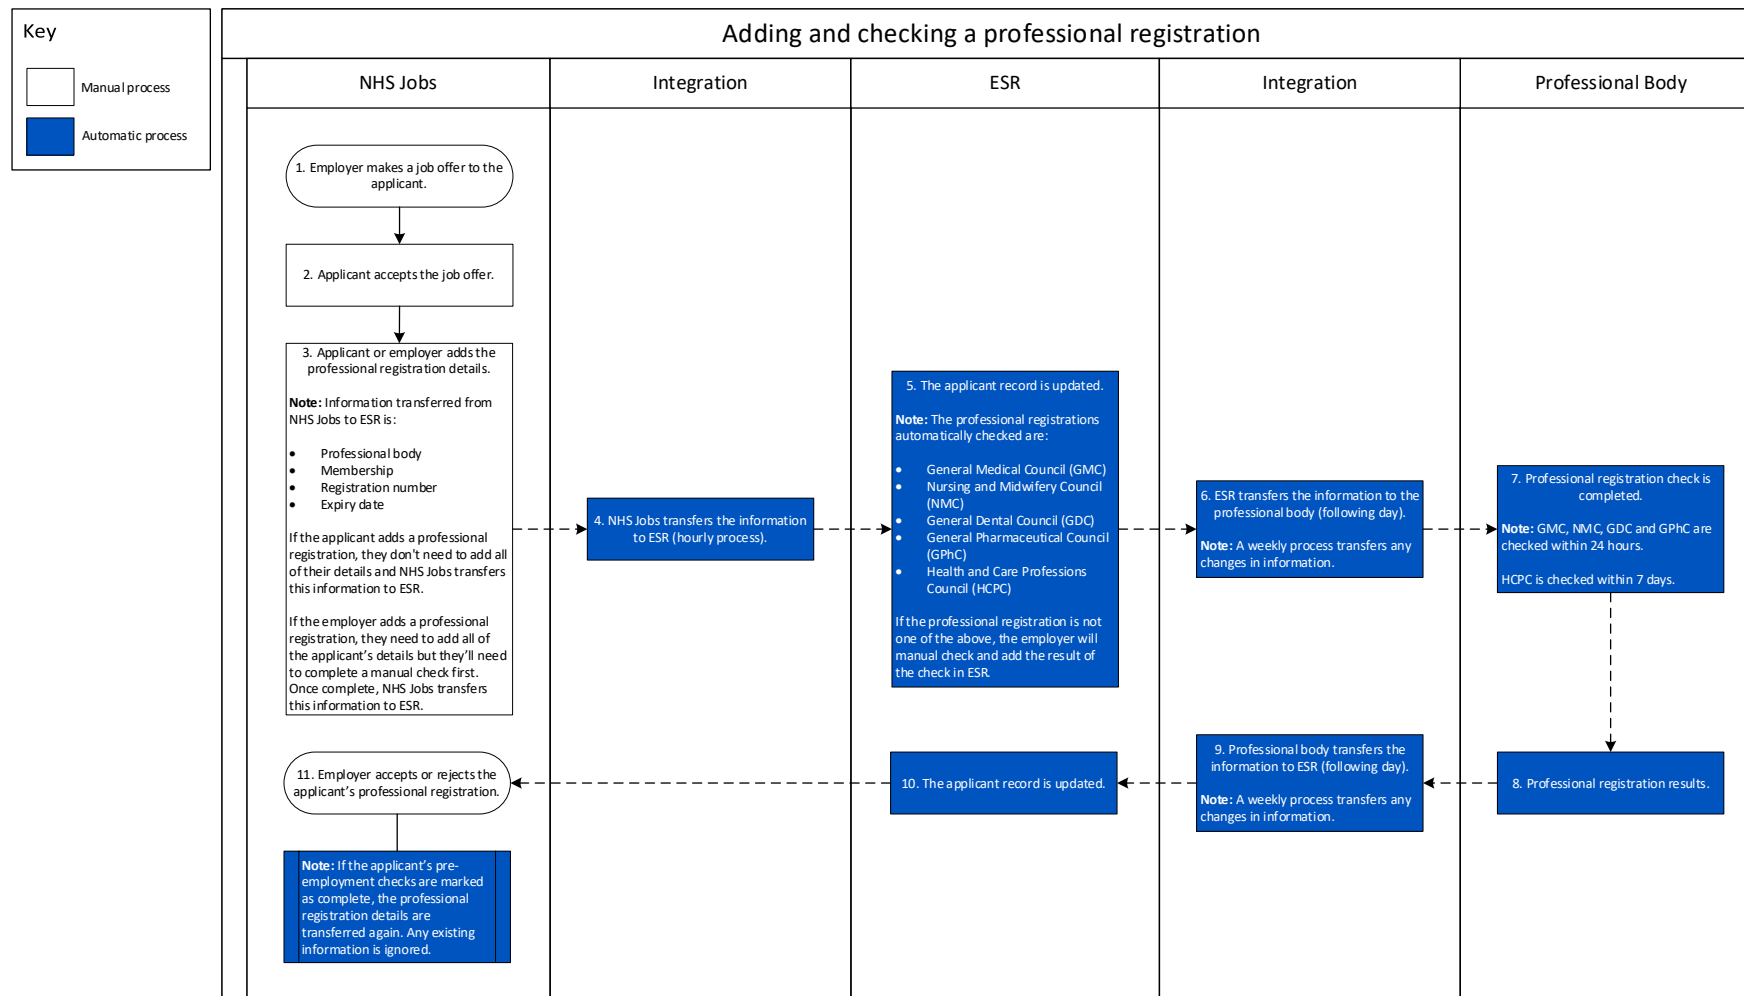 Key
Manual process
Automatic process
Adding and checking a professional registration
NHS Jobs
Integration
ESR
Integration
Professional Body
1. Employer makes a job offer to the
applicant.
2. Applicant accepts the job offer.
3. Applicant or employer adds the
professional registration details.
Note: Information transferred from
NHS Jobs to ESR is:
• Professional body
• Membership
• Registration number
• Expiry date
If the applicant adds a professional
registration, they don't need to add all
of their details and NHS Jobs transfers
this information to ESR.
If the employer adds a professional
registration, they need to add all of
the applicant's details but they'll need
to complete a manual check first.
Once complete, NHS Jobs transfers
this information to ESR.
4. NHS Jobs transfers the information
to ESR (hourly process).
5. The applicant record is updated.
Note: The professional registrations
automatically checked are:
• General Medical Council (GMC)
• Nursing and Midwifery Council
(NMC)
• General Dental Council (GDC)
• General Pharmaceutical Council
(GPhC)
• Health and Care Professions
Council (HCPC)
If the professional registration is not
one of the above, the employer will
manual check and add the result of
the check in ESR.
6. ESR transfers the information to the
professional body (following day).
Note: A weekly process transfers any
changes in information.
7. Professional registration check is
completed.
Note: GMC, NMC, GDC and GPhC are
checked within 24 hours.
HCPC is checked within 7 days.
8. Professional registration results.
9. Professional body transfers the
information to ESR (following day).
Note: A weekly process transfers any
changes in information.
10. The applicant record is updated.
11. Employer accepts or rejects the
applicant's professional registration.
Note: If the applicant's pre-
employment checks are marked
as complete, the professional
registration details are
transferred again. Any existing
information is ignored.